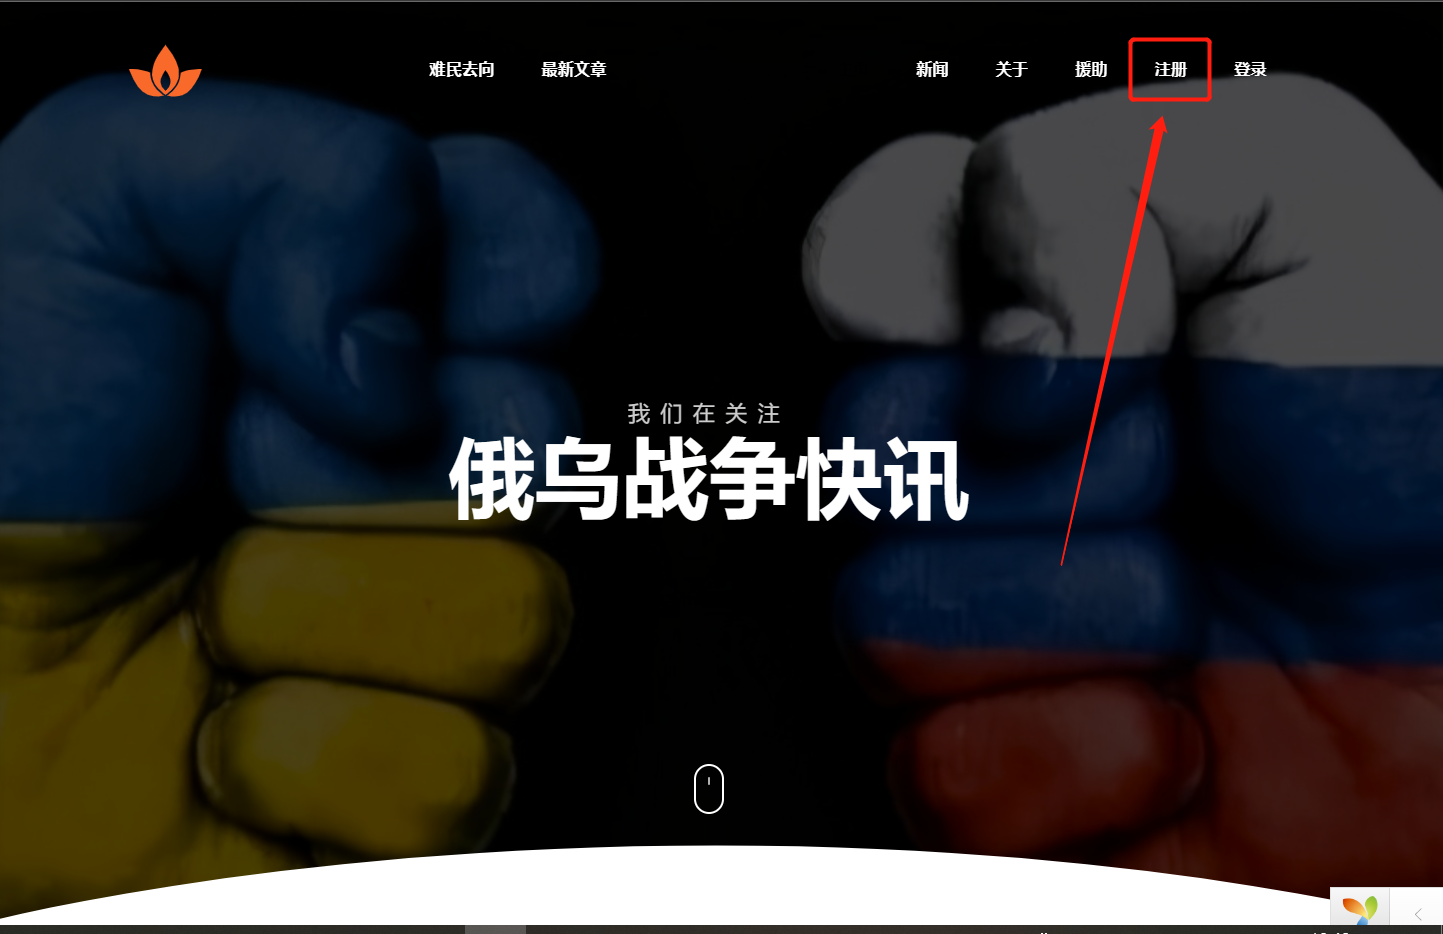 难民去向 最新文章 新闻 关于 援助 注册 登录
我们在关注
俄乌战争快讯